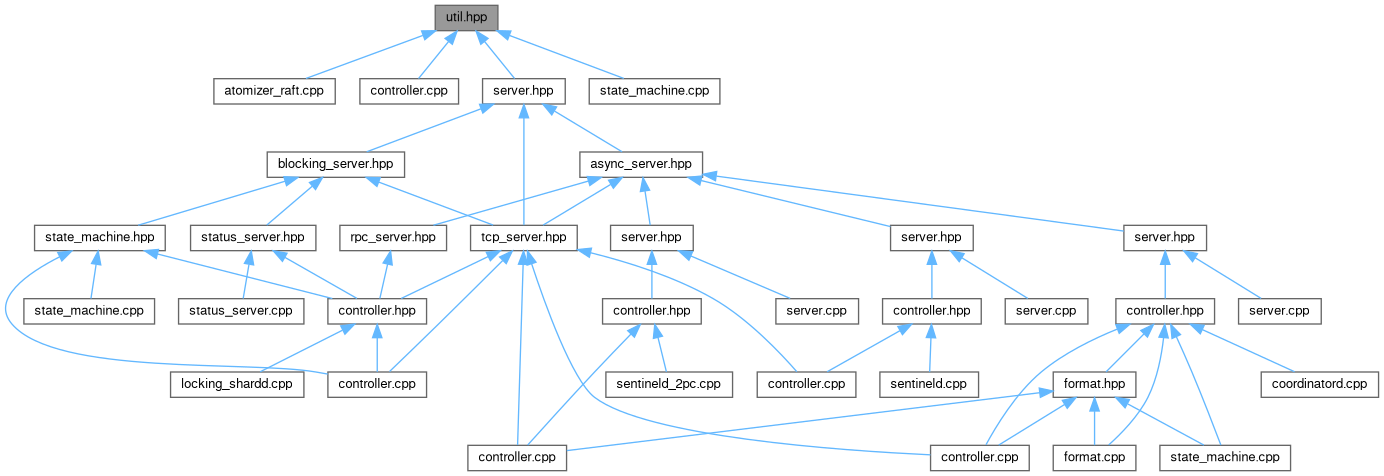 util.hpp
atomizer_raft.cpp
controller.cpp
server.hpp
state_machine.cpp
blocking_server.hpp
async_server.hpp
state_machine.hpp
status_server.hpp
rpc_server.hpp
tcp_server.hpp
server.hpp
server.hpp
server.hpp
state_machine.cpp
status_server.cpp
controller.hpp
controller.hpp
server.cpp
controller.hpp
server.cpp
controller.hpp
server.cpp
locking_shardd.cpp
controller.cpp
sentineld_2pc.cpp
controller.cpp
sentineld.cpp
format.hpp
coordinatord.cpp
controller.cpp
controller.cpp
format.cpp
state_machine.cpp